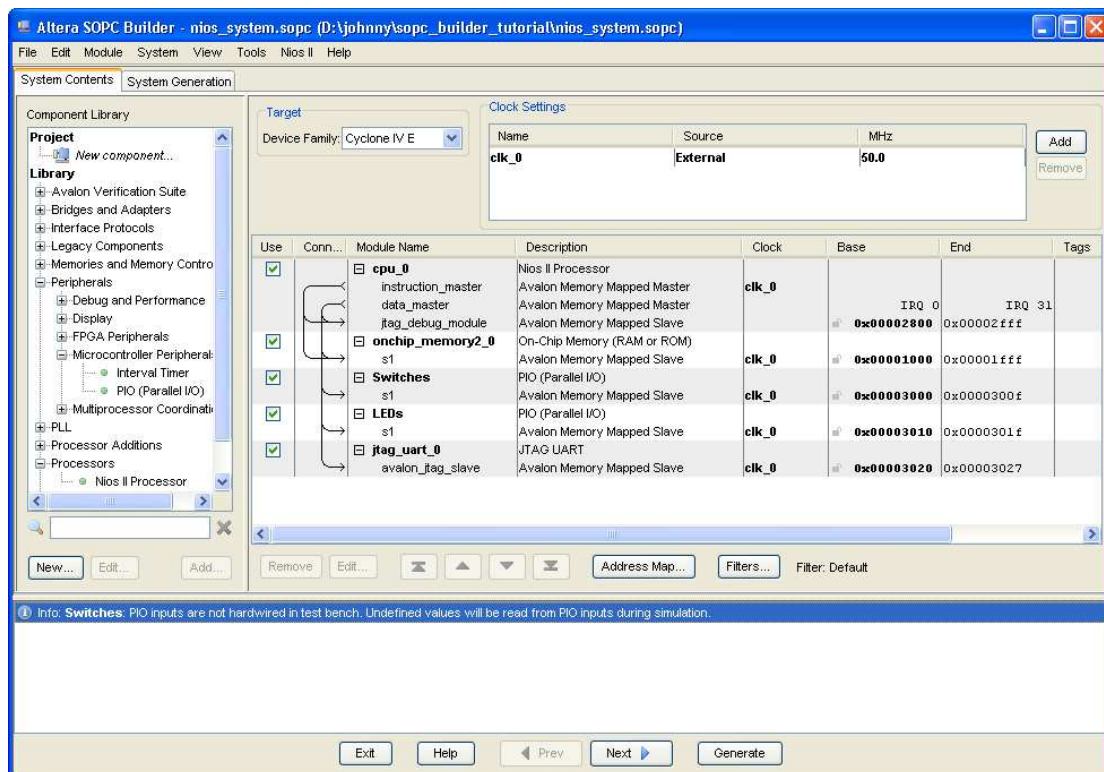 Altera SOPC Builder - nios_system.sopc (D:\johnny\sopc_builder_tutorial\nios_system.sopc)
File Edit Module System View Tools Nios II Help
System Contents System Generation
Component Library
Project
New component...
Library
Avalon Verification Suite
Bridges and Adapters
Interface Protocols
Legacy Components
Memories and Memory Contro
Peripherals
Debug and Performance
Display
FPGA Peripherals
Microcontroller Peripheral:
Interval Timer
PIO (Parallel I/O)
Multiprocessor Coordinati
PLL
Processor Additions
Processors
Nios II Processor
New... Edit... Add...
Target
Device Family: Cyclone IV E
Clock Settings
Name Source MHz
clk_0 External 50.0
Add
Remove
Use Conn... Module Name Description Clock Base End Tags
cpu_0 Nios II Processor
instruction_master Avalon Memory Mapped Master clk_0
data_master Avalon Memory Mapped Master IRQ 0 IRQ 31
jtag_debug_module Avalon Memory Mapped Slave 0x00002800 0x00002fff
onchip_memory2_0 On-Chip Memory (RAM or ROM)
s1 Avalon Memory Mapped Slave clk_0 0x00001000 0x00001fff
Switches PIO (Parallel I/O)
s1 Avalon Memory Mapped Slave clk_0 0x00003000 0x0000300f
LEDs PIO (Parallel I/O)
s1 Avalon Memory Mapped Slave clk_0 0x00003010 0x0000301f
jtag_uart_0 JTAG UART
avalon_jtag_slave Avalon Memory Mapped Slave clk_0 0x00003020 0x00003027
Remove Edit... Address Map... Filters... Filter: Default
Info: Switches: PIO inputs are not hardwired in test bench. Undefined values will be read from PIO inputs during simulation.
Exit Help Prev Next Generate